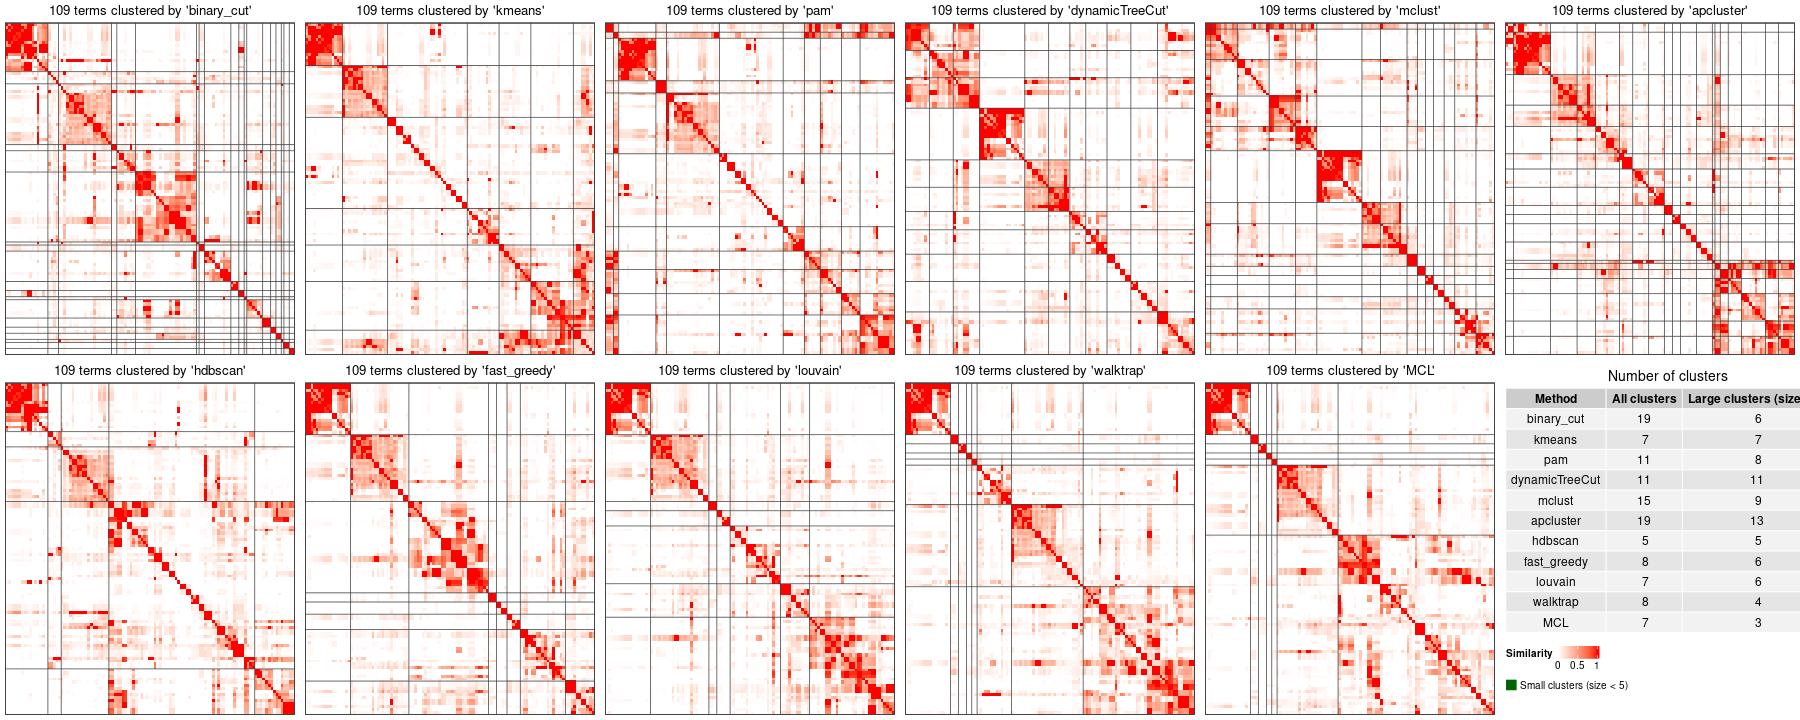 109 terms clustered by 'binary_cut'
109 terms clustered by 'kmeans'
109 terms clustered by 'pam'
109 terms clustered by 'dynamicTreeCut'
109 terms clustered by 'mclust'
109 terms clustered by 'apcluster'
109 terms clustered by 'hdbscan'
109 terms clustered by 'fast_greedy'
109 terms clustered by 'louvain'
109 terms clustered by 'walktrap'
109 terms clustered by 'MCL'
Number of clusters
Method All clusters Large clusters (size
binary_cut 19 6
kmeans 7 7
pam 11 8
dynamicTreeCut 11 11
mclust 15 9
apcluster 19 13
hdbscan 5 5
fast_greedy 8 6
louvain 7 6
walktrap 8 4
MCL 7 3
Similarity
0 0.5 1
Small clusters (size < 5)